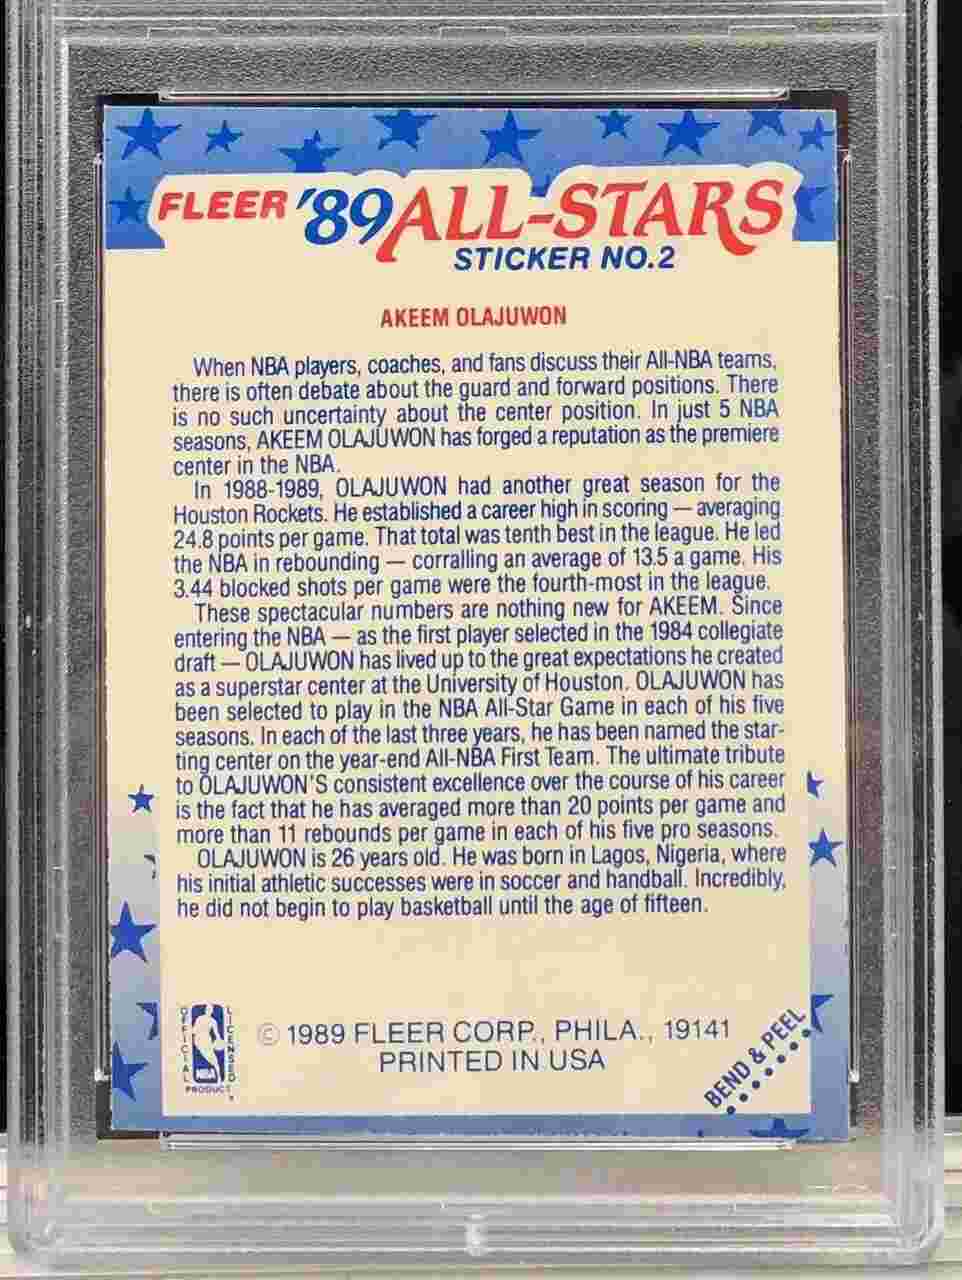 FLEER '89 ALL-STARS
STICKER NO.2
AKEEM OLAJUWON
When NBA players, coaches, and fans discuss their All-NBA teams,
there is often debate about the guard and forward positions. There
is no such uncertainty about the center position. In just 5 NBA
seasons, AKEEM OLAJUWON has forged a reputation as the premiere
center in the NBA.
In 1988-1989, OLAJUWON had another great season for the
Houston Rockets. He established a career high in scoring — averaging
24.8 points per game. That total was tenth best in the league. He led
the NBA in rebounding — corralling an average of 13.5 a game. His
3.44 blocked shots per game were the fourth-most in the league.
These spectacular numbers are nothing new for AKEEM. Since
entering the NBA — as the first player selected in the 1984 collegiate
draft — OLAJUWON has lived up to the great expectations he created
as a superstar center at the University of Houston. OLAJUWON has
been selected to play in the NBA All-Star Game in each of his five
seasons. In each of the last three years, he has been named the star-
ting center on the year-end All-NBA First Team. The ultimate tribute
to OLAJUWON'S consistent excellence over the course of his career
is the fact that he has averaged more than 20 points per game and
more than 11 rebounds per game in each of his five pro seasons.
OLAJUWON is 26 years old. He was born in Lagos, Nigeria, where
his initial athletic successes were in soccer and handball. Incredibly,
he did not begin to play basketball until the age of fifteen.
OFFICIAL
LICENSED
NBA
PRODUCT
© 1989 FLEER CORP., PHILA., 19141
PRINTED IN USA
BEND & PEEL